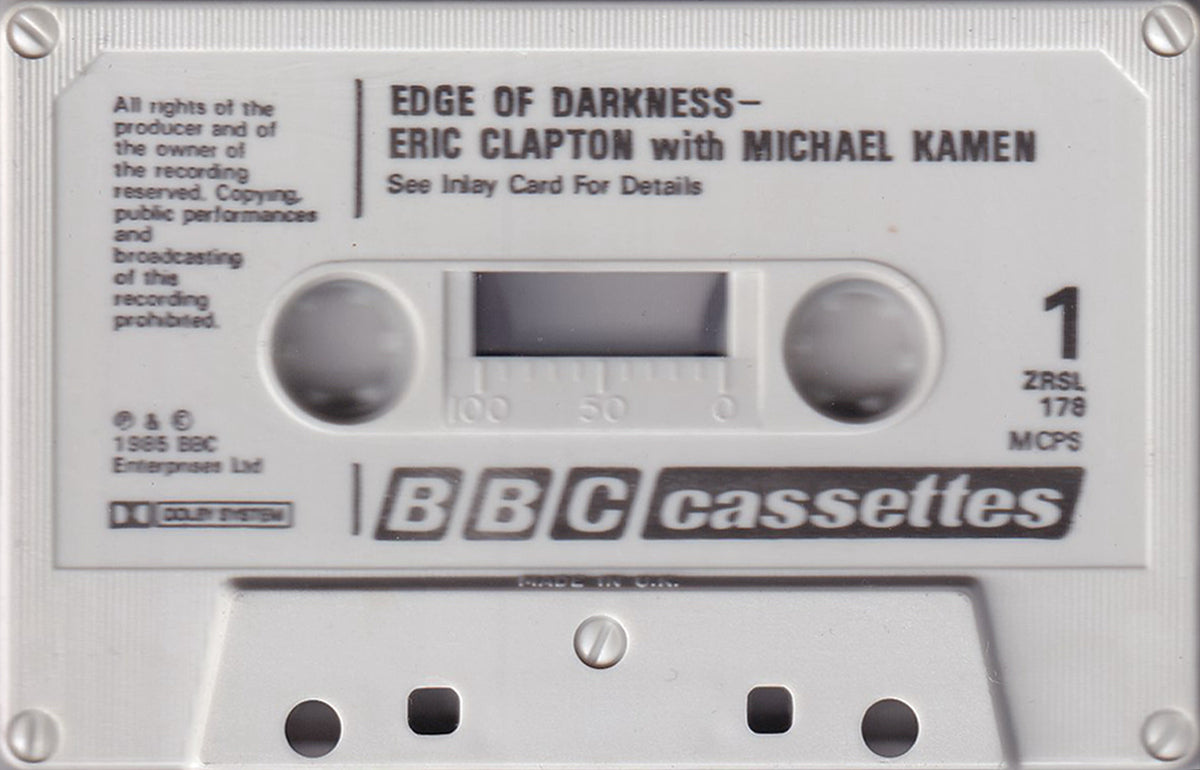 All rights of the
producer and of
the owner of
the recording
reserved. Copying,
public performances
and
broadcasting
of this
recording
prohibited.
℗ & ©
1985 BBC
Enterprises Ltd
DOLBY SYSTEM
EDGE OF DARKNESS–
ERIC CLAPTON with MICHAEL KAMEN
See Inlay Card For Details
100 50 0
1
ZRSL
178
MCPS
BBC cassettes
MADE IN U.K.